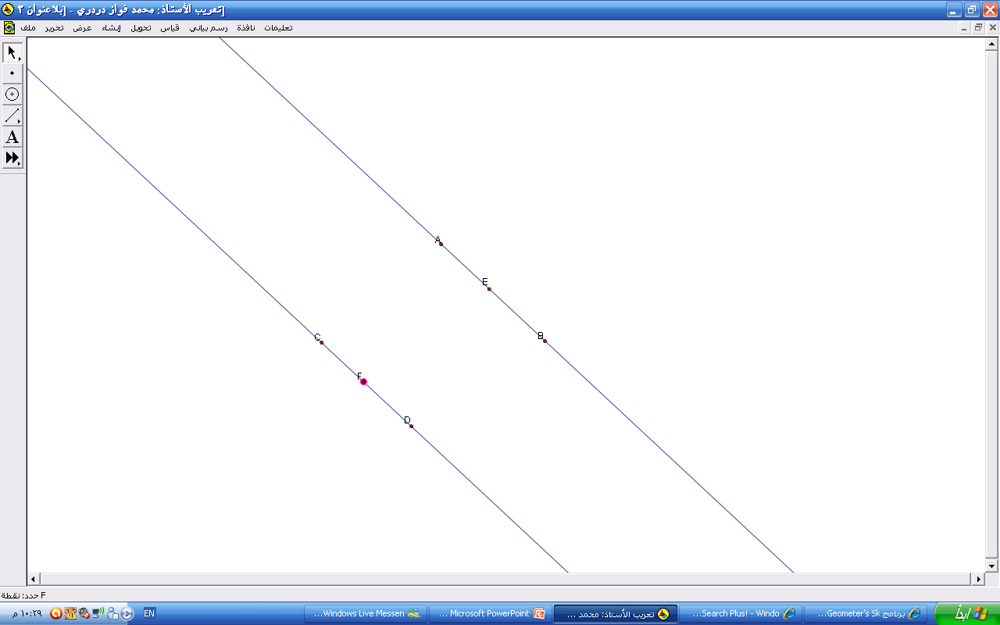 [تعريب الأستاذ: محمد فواز دردري - [بلاعنوان ٣
ملف تحرير عرض إنشاء تحويل قياس رسم بياني نافذة تعليمات
A
A
E
B
C
F
D
حدد: نقطة F
ابدأ
برنامج Geometer's Sk...
Search Plus! - Windo...
تعريب الأستاذ: محمد ...
Microsoft PowerPoint ...
Windows Live Messen...
EN
١٠:٢٩ م